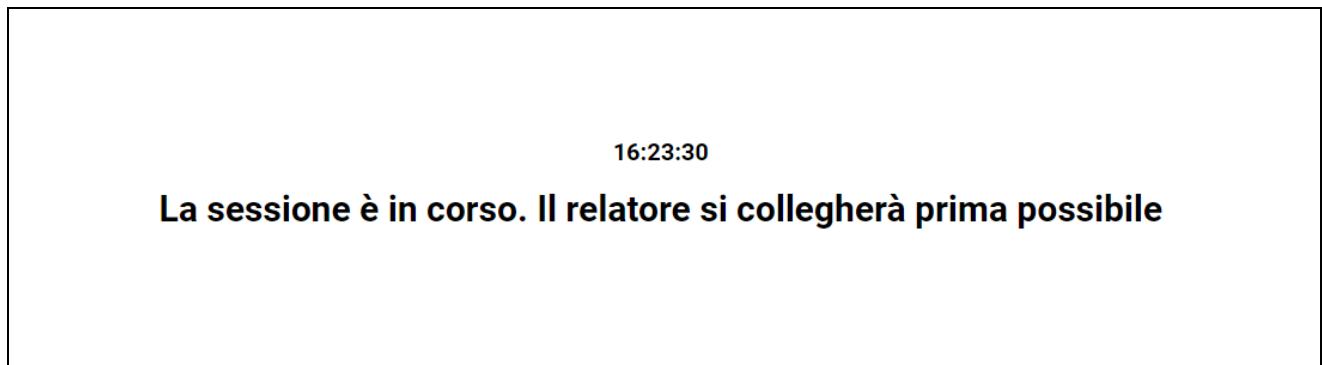 16:23:30
La sessione è in corso. Il relatore si collegherà prima possibile